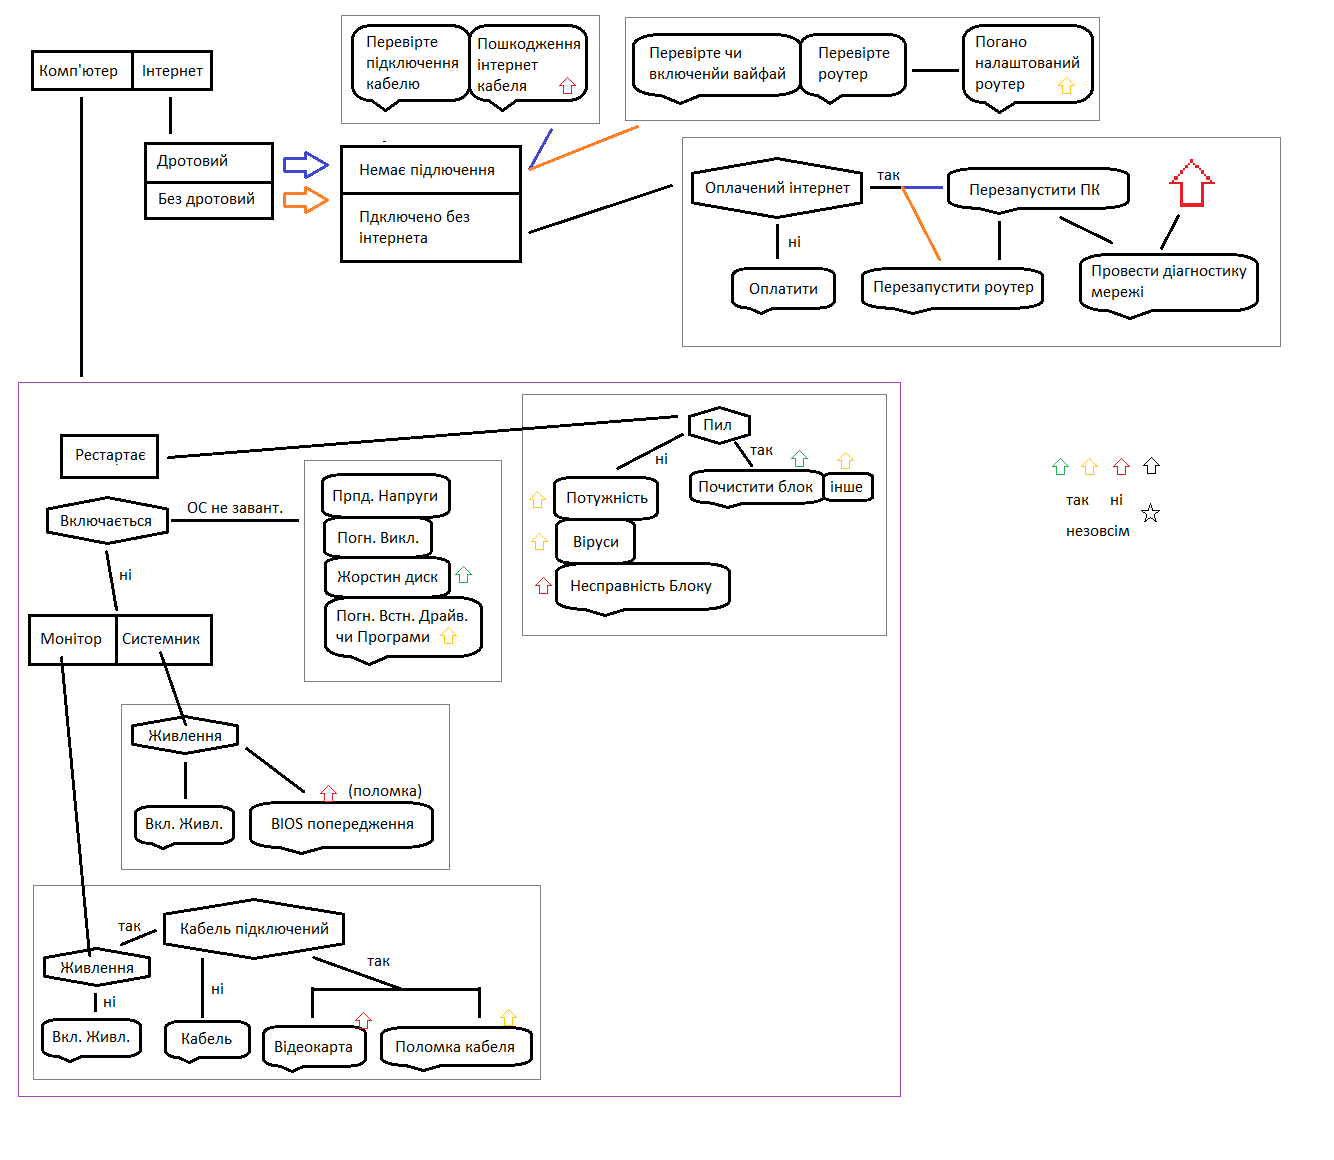 Комп'ютер
Інтернет
Перевірте
підключення
кабелю
Пошкодження
інтернет
кабеля
Перевірте чи
включенйи вайфай
Перевірте
роутер
Погано
налаштований
роутер
Дротовий
Без дротовий
Немає підлючення
Пдключено без
інтернета
Оплачений інтернет
так
Перезапустити ПК
ні
Оплатити
Перезапустити роутер
Провести діагностику
мережі
Рестартає
Включається
ОС не завант.
ні
Монітор
Системник
Прпд. Напруги
Погн. Викл.
Жорстин диск
Погн. Встн. Драйв.
чи Програми
Пил
ні
так
Почистити блок
інше
Потужність
Віруси
Несправність Блоку
так
ні
незовсім
Живлення
(поломка)
Вкл. Живл.
BIOS попередження
так
Кабель підключений
так
Живлення
ні
ні
Вкл. Живл.
Кабель
Відеокарта
Поломка кабеля